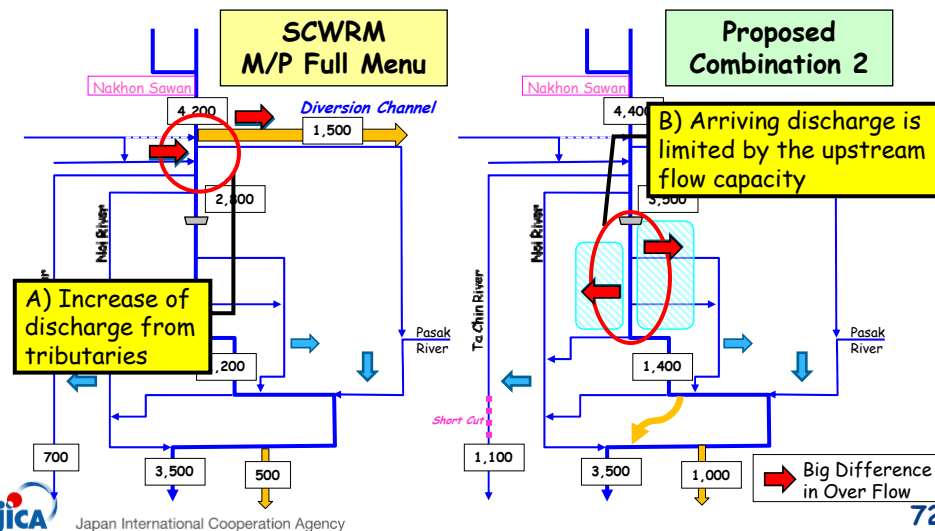 SCWRM
M/P Full Menu
Nakhon Sawan
4,200
Diversion Channel
1,500
2,800
Noi River
A) Increase of
discharge from
tributaries
,200
Pasak
River
700
3,500
500
Proposed
Combination 2
Nakhon Sawan
4,400
B) Arriving discharge is
limited by the upstream
flow capacity
3,500
Ta Chin River
Noi River
1,400
Pasak
River
Short Cut
1,100
3,500
1,000
Big Difference
in Over Flow
jICA
Japan International Cooperation Agency
72